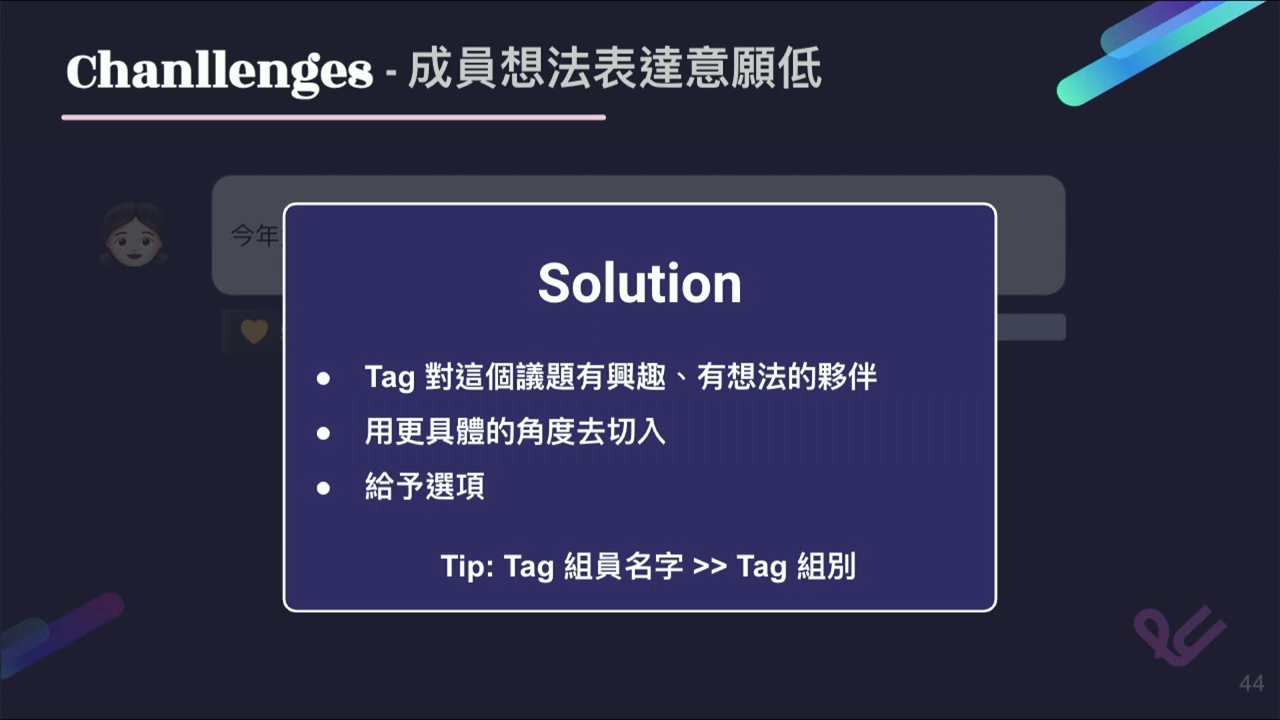 Chanllenges - 成員想法表達意願低
今年
Solution
● Tag 對這個議題有興趣、有想法的夥伴
● 用更具體的角度去切入
● 給予選項
Tip: Tag 組員名字 >> Tag 組別
44